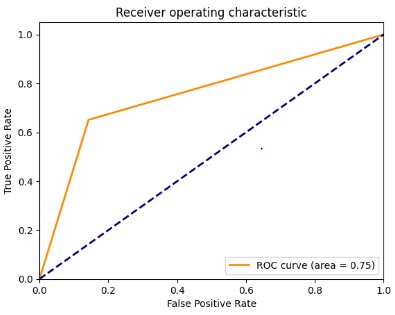 Receiver operating characteristic
1.0
0.8
0.6
0.4
0.2
0.0
True Positive Rate
ROC curve (area = 0.75)
0.0 0.2 0.4 0.6 0.8 1.0
False Positive Rate